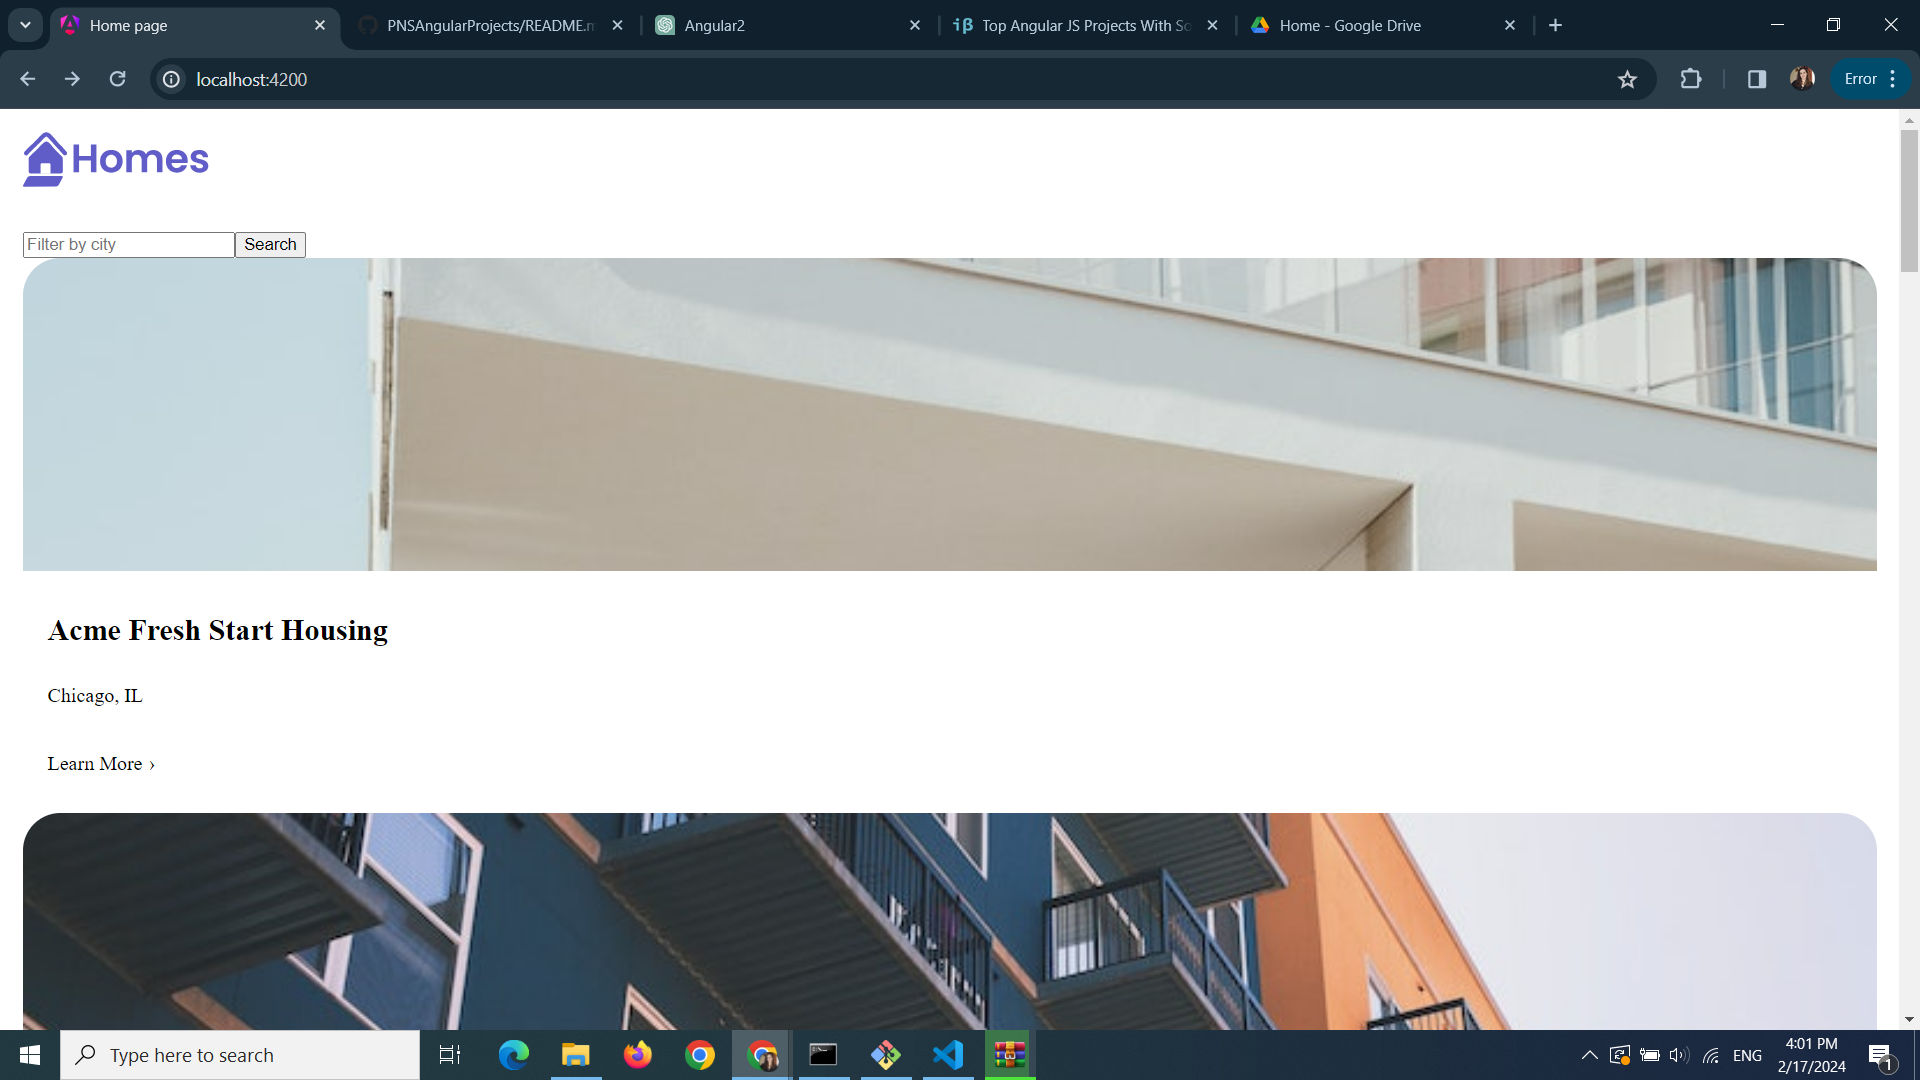 Home page
PNSAngularProjects/README.m
Angular2
Top Angular JS Projects With So
Home - Google Drive
localhost:4200
Error
Homes
Filter by city
Search
Acme Fresh Start Housing
Chicago, IL
Learn More ›
Type here to search
ENG
4:01 PM
2/17/2024
1